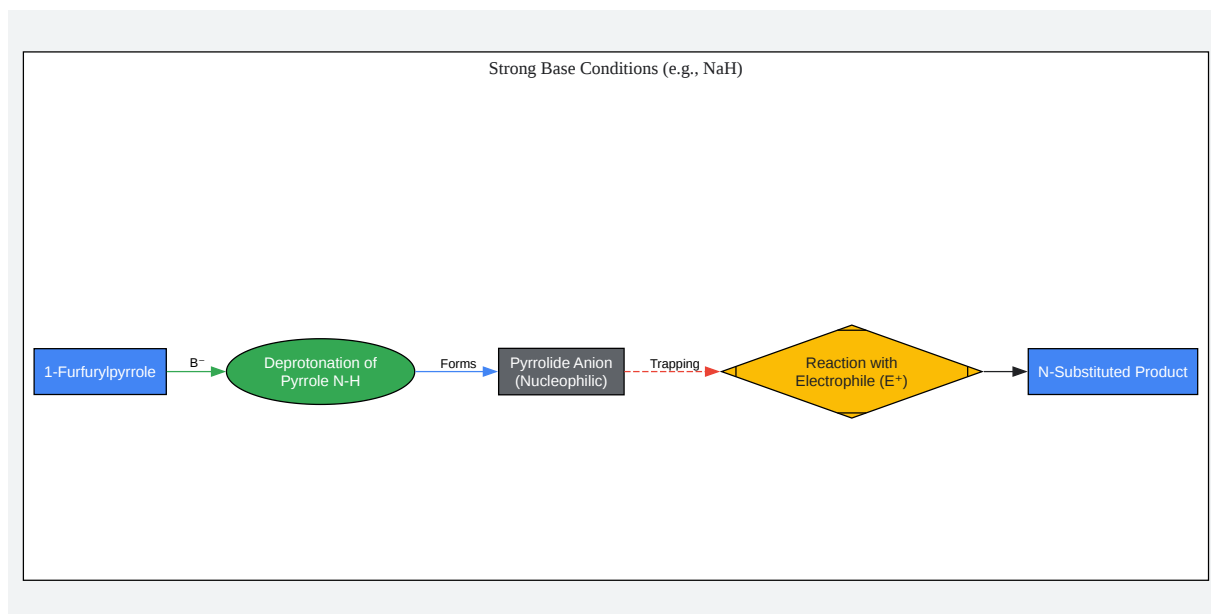 Strong Base Conditions (e.g., NaH)
1-Furfurylpyrrole
B⁻
Deprotonation of
Pyrrole N-H
Forms
Pyrrolide Anion
(Nucleophilic)
Trapping
Reaction with
Electrophile (E⁺)
N-Substituted Product